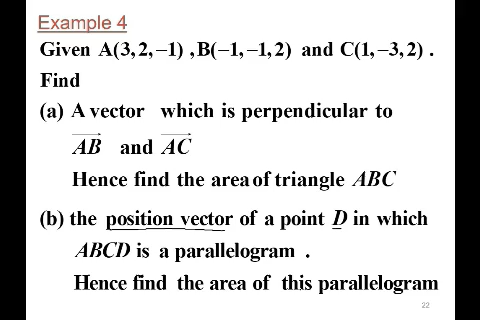 Example 4
Given A(3,2,−1) ,B(−1,−1,2) and C(1,−3,2) .
Find
(a) A vector which is perpendicular to
AB and AC
Hence find the area of triangle ABC
(b) the position vector of a point D in which
ABCD is a parallelogram .
Hence find the area of this parallelogram
22